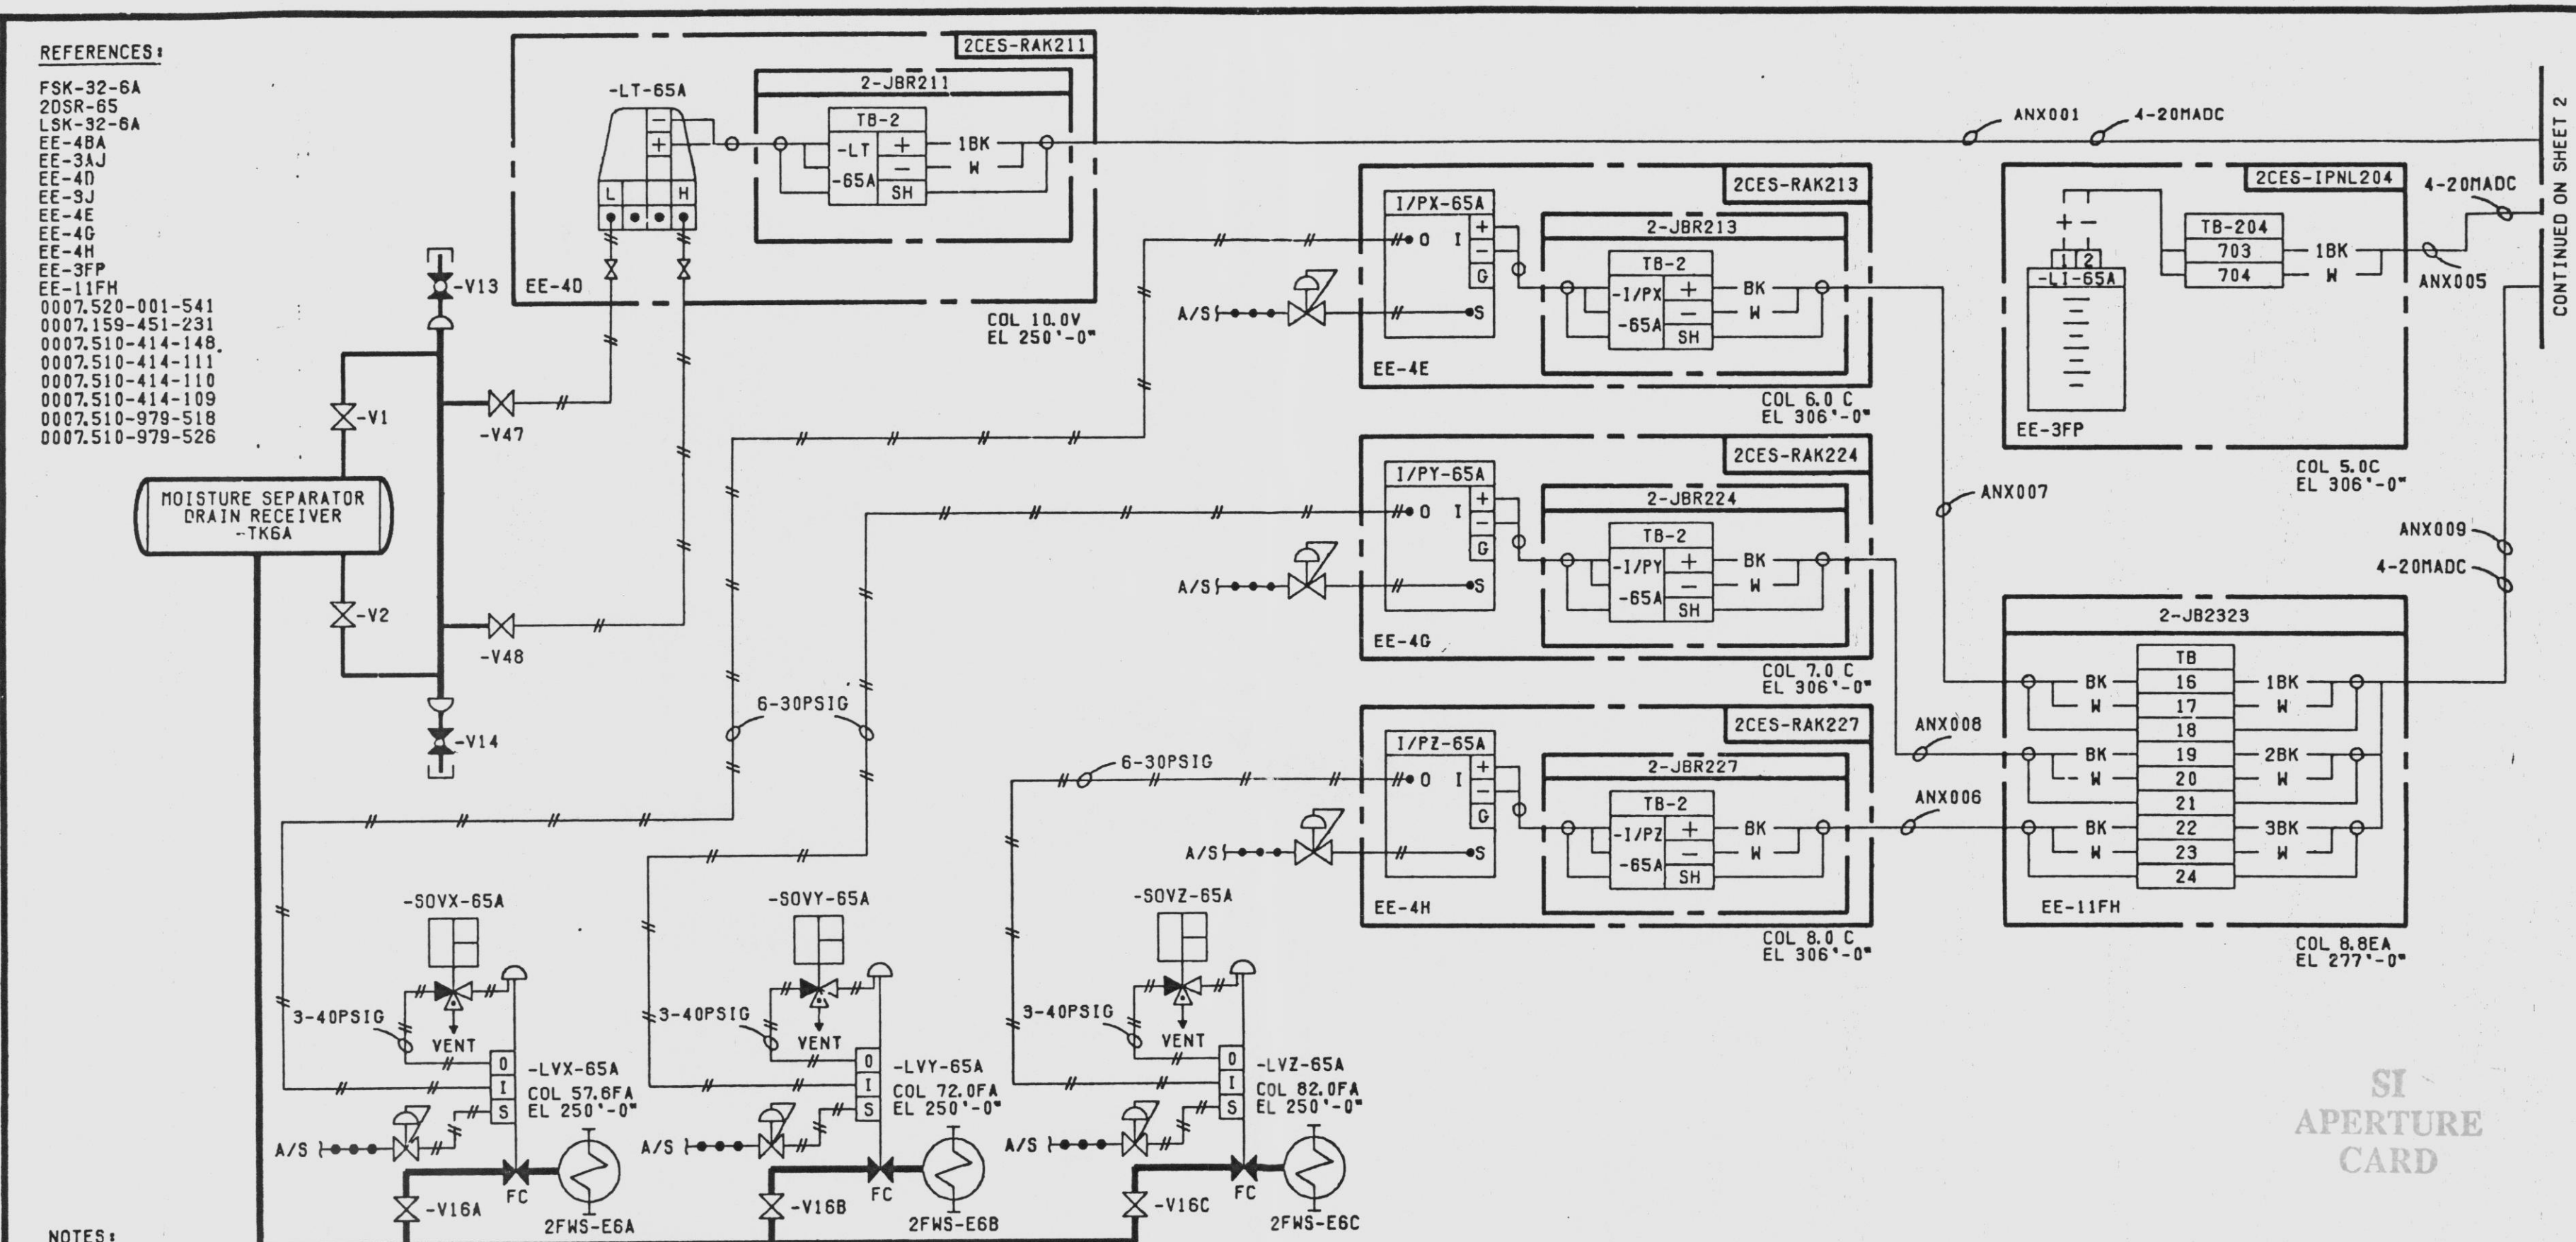 REFERENCES:
FSK-32-6A
2DSR-65
LSK-32-6A
EE-4BA
EE-3AJ
EE-4D
EE-3J
EE-4E
EE-4G
EE-4H
EE-3FP
EE-11FH
0007.520-001-541
0007.159-451-231
0007.510-414-148.
0007.510-414-111
0007.510-414-110
0007.510-414-109
0007.510-979-518
0007.510-979-526
2CES-RAK211
2-JBR211
-LT-65A
−
+
L
H
TB-2
-LT
-65A
+
−
SH
1BK
W
EE-4D
COL 10.0V
EL 250'-0"
ANX001
4-20MADC
CONTINUED ON SHEET 2
-V13
-V1
-V47
MOISTURE SEPARATOR
DRAIN RECEIVER
-TK6A
-V2
-V48
-V14
2CES-RAK213
I/PX-65A
O I
+
−
G
S
A/S
2-JBR213
TB-2
-I/PX
-65A
+
−
SH
BK
W
EE-4E
COL 6.0 C
EL 306'-0"
2CES-IPNL204
+ −
1 2
-LI-65A
TB-204
703
704
1BK
W
4-20MADC
ANX005
EE-3FP
COL 5.0C
EL 306'-0"
2CES-RAK224
I/PY-65A
O I
+
−
G
S
A/S
2-JBR224
TB-2
-I/PY
-65A
+
−
SH
BK
W
EE-4G
COL 7.0 C
EL 306'-0"
ANX007
ANX009
4-20MADC
6-30PSIG
2CES-RAK227
I/PZ-65A
O I
+
−
G
S
A/S
6-30PSIG
2-JBR227
TB-2
-I/PZ
-65A
+
−
SH
BK
W
EE-4H
COL 8.0 C
EL 306'-0"
ANX008
ANX006
2-JB2323
TB
BK 16 1BK
W 17 W
18
BK 19 2BK
W 20 W
21
BK 22 3BK
W 23 W
24
EE-11FH
COL 8.8EA
EL 277'-0"
-SOVX-65A
3-40PSIG
VENT
O
I
S
-LVX-65A
COL 57.6FA
EL 250'-0"
A/S
FC
-V16A
2FWS-E6A
-SOVY-65A
3-40PSIG
VENT
O
I
S
-LVY-65A
COL 72.0FA
EL 250'-0"
A/S
FC
-V16B
2FWS-E6B
-SOVZ-65A
3-40PSIG
VENT
O
I
S
-LVZ-65A
COL 82.0FA
EL 250'-0"
A/S
FC
-V16C
2FWS-E6C
SI
APERTURE
CARD
NOTES: